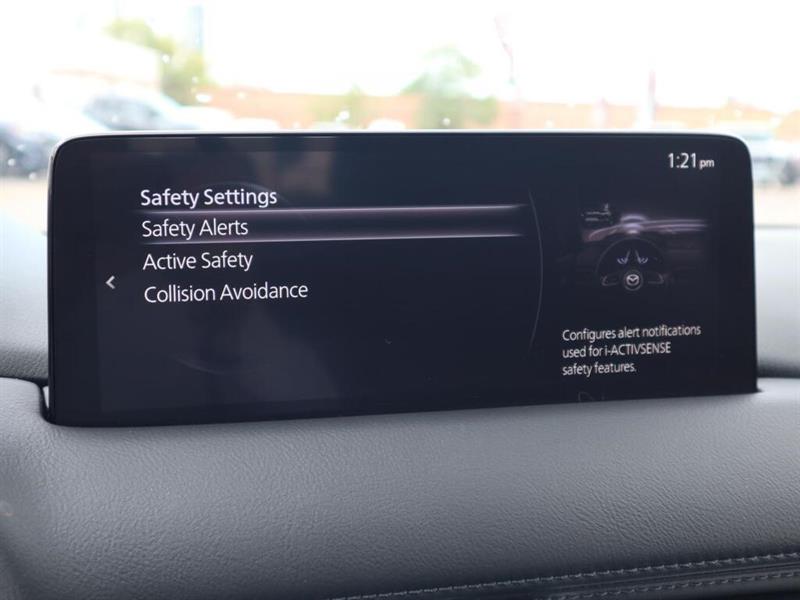 1:21 pm
Safety Settings
Safety Alerts
Active Safety
Collision Avoidance
Configures alert notifications
used for i-ACTIVSENSE
safety features.